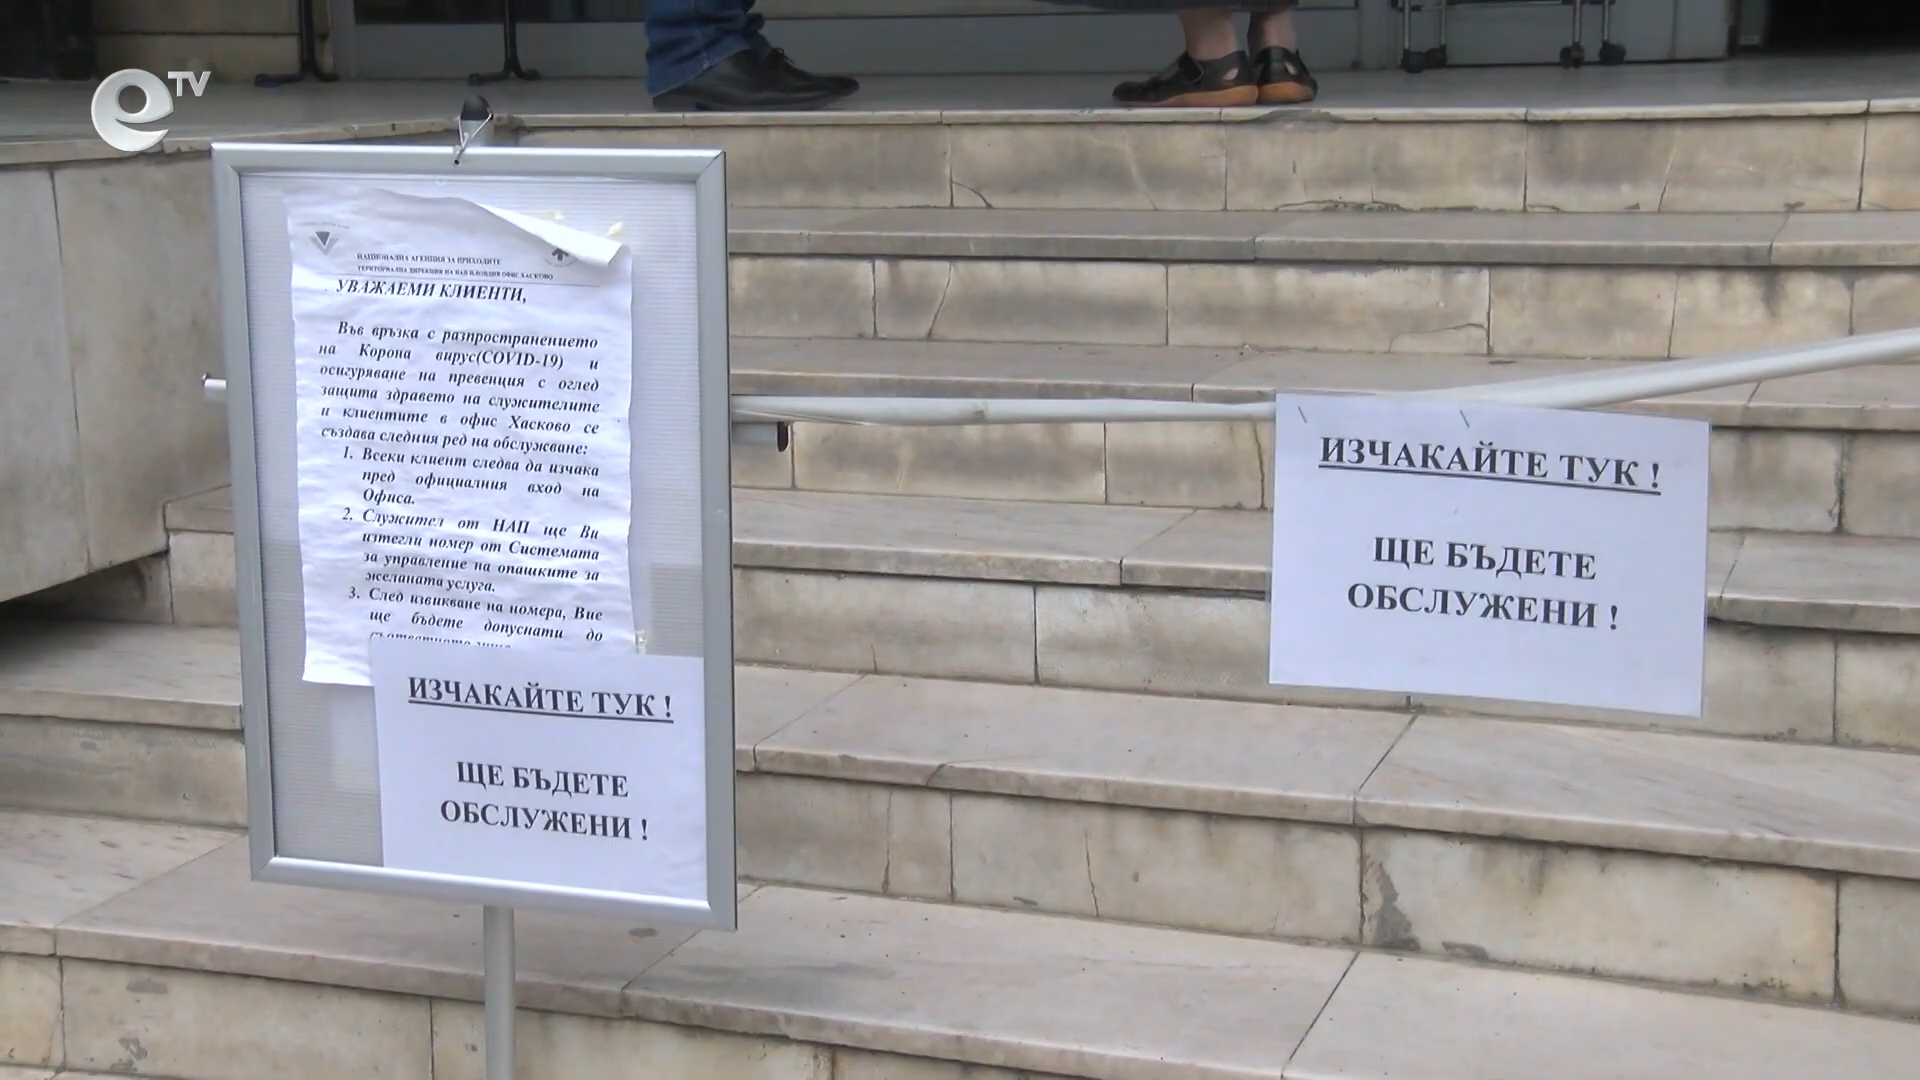 e TV
НАЦИОНАЛНА АГЕНЦИЯ ЗА ПРИХОДИТЕ
ТЕРИТОРИАЛНА ДИРЕКЦИЯ НА НАП ПЛОВДИВ ОФИС ХАСКОВО
УВАЖАЕМИ КЛИЕНТИ,
Във връзка с разпространението
на Корона вирус(COVID-19) и
осигуряване на превенция с оглед
защита здравето на служителите
и клиентите в офис Хасково се
създава следния ред на обслужване:
1. Всеки клиент следва да изчака
пред официалния вход на
Офиса.
2. Служител от НАП ще Ви
изтегли номер от Системата
за управление на опашките за
желаната услуга.
3. След извикване на номера, Вие
ще бъдете допуснати до
ИЗЧАКАЙТЕ ТУК !
ЩЕ БЪДЕТЕ
ОБСЛУЖЕНИ !
ИЗЧАКАЙТЕ ТУК !
ЩЕ БЪДЕТЕ
ОБСЛУЖЕНИ !